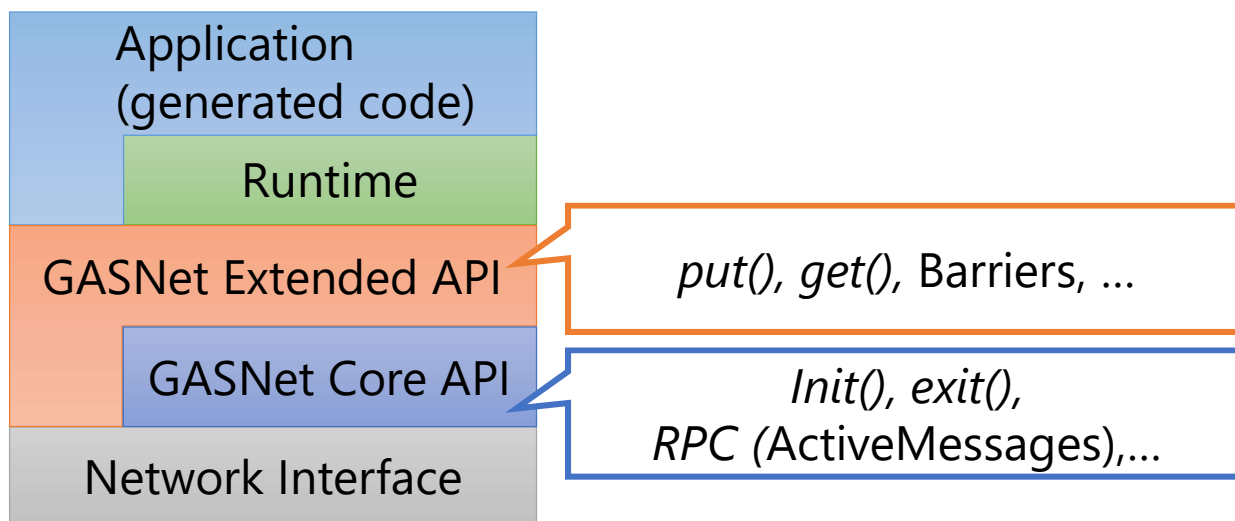 Application
(generated code)
Runtime
GASNet Extended API
put(), get(), Barriers, ...
GASNet Core API
Init(), exit(),
RPC (ActiveMessages),...
Network Interface